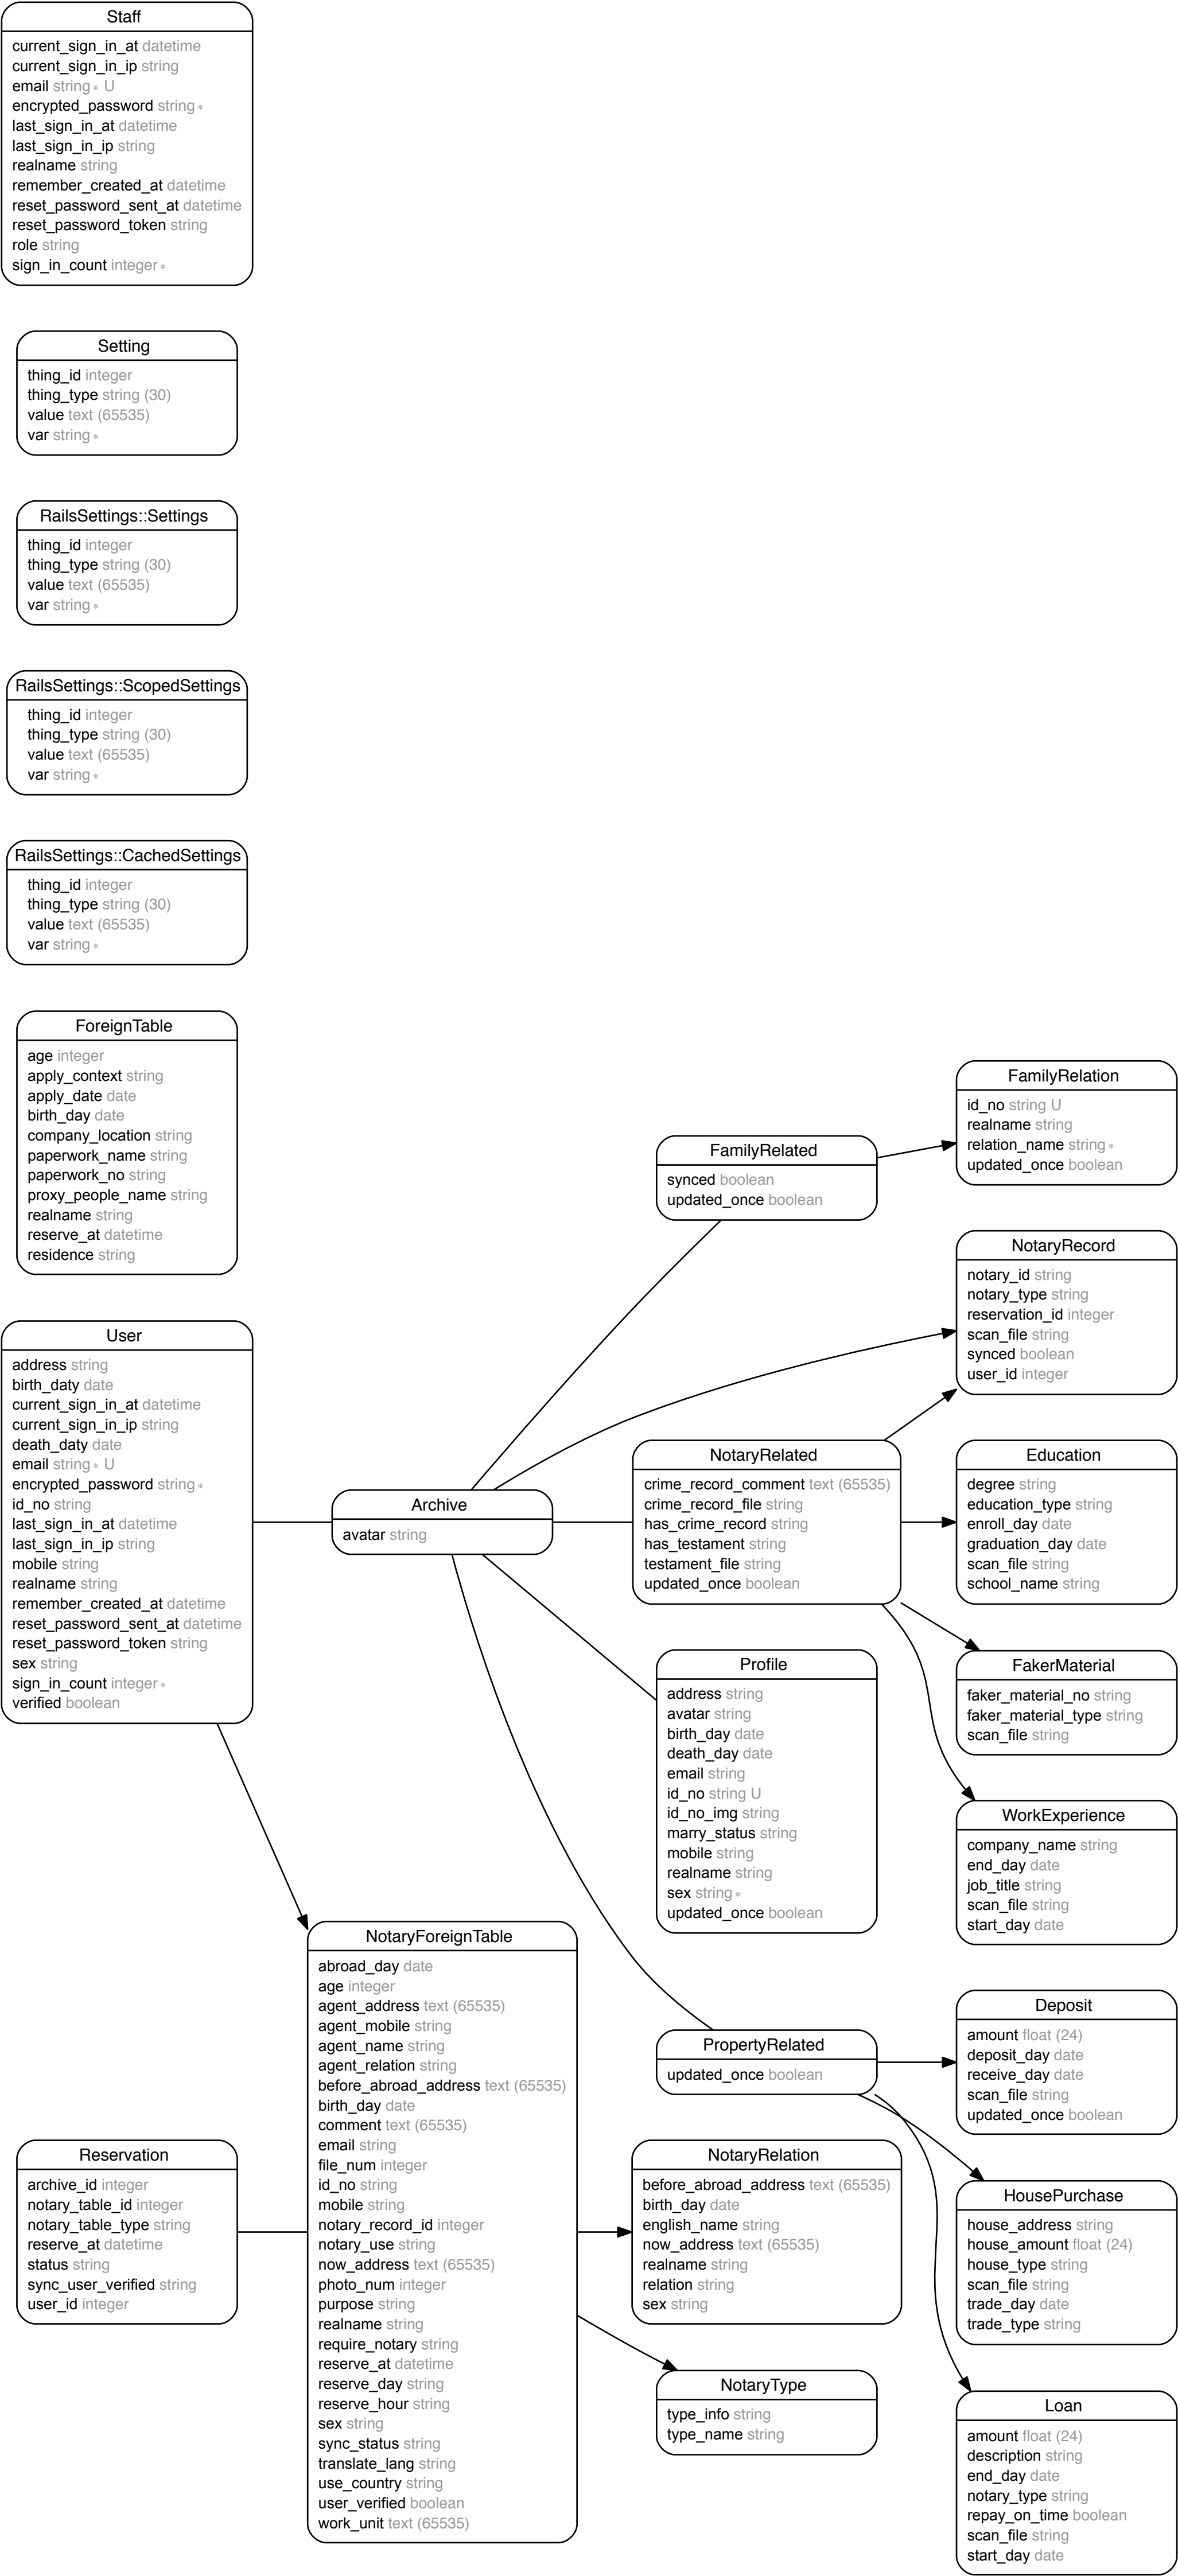 Staff
current_sign_in_at datetime
current_sign_in_ip string
email string * U
encrypted_password string *
last_sign_in_at datetime
last_sign_in_ip string
realname string
remember_created_at datetime
reset_password_sent_at datetime
reset_password_token string
role string
sign_in_count integer *
Setting
thing_id integer
thing_type string (30)
value text (65535)
var string *
RailsSettings::Settings
thing_id integer
thing_type string (30)
value text (65535)
var string *
RailsSettings::ScopedSettings
thing_id integer
thing_type string (30)
value text (65535)
var string *
RailsSettings::CachedSettings
thing_id integer
thing_type string (30)
value text (65535)
var string *
ForeignTable
age integer
apply_context string
apply_date date
birth_day date
company_location string
paperwork_name string
paperwork_no string
proxy_people_name string
realname string
reserve_at datetime
residence string
User
address string
birth_daty date
current_sign_in_at datetime
current_sign_in_ip string
death_daty date
email string * U
encrypted_password string *
id_no string
last_sign_in_at datetime
last_sign_in_ip string
mobile string
realname string
remember_created_at datetime
reset_password_sent_at datetime
reset_password_token string
sex string
sign_in_count integer *
verified boolean
Reservation
archive_id integer
notary_table_id integer
notary_table_type string
reserve_at datetime
status string
sync_user_verified string
user_id integer
Archive
avatar string
NotaryForeignTable
abroad_day date
age integer
agent_address text (65535)
agent_mobile string
agent_name string
agent_relation string
before_abroad_address text (65535)
birth_day date
comment text (65535)
email string
file_num integer
id_no string
mobile string
notary_record_id integer
notary_use string
now_address text (65535)
photo_num integer
purpose string
realname string
require_notary string
reserve_at datetime
reserve_day string
reserve_hour string
sex string
sync_status string
translate_lang string
use_country string
user_verified boolean
work_unit text (65535)
FamilyRelated
synced boolean
updated_once boolean
NotaryRelated
crime_record_comment text (65535)
crime_record_file string
has_crime_record string
has_testament string
testament_file string
updated_once boolean
Profile
address string
avatar string
birth_day date
death_day date
email string
id_no string U
id_no_img string
marry_status string
mobile string
realname string
sex string *
updated_once boolean
PropertyRelated
updated_once boolean
NotaryRelation
before_abroad_address text (65535)
birth_day date
english_name string
now_address text (65535)
realname string
relation string
sex string
NotaryType
type_info string
type_name string
FamilyRelation
id_no string U
realname string
relation_name string *
updated_once boolean
NotaryRecord
notary_id string
notary_type string
reservation_id integer
scan_file string
synced boolean
user_id integer
Education
degree string
education_type string
enroll_day date
graduation_day date
scan_file string
school_name string
FakerMaterial
faker_material_no string
faker_material_type string
scan_file string
WorkExperience
company_name string
end_day date
job_title string
scan_file string
start_day date
Deposit
amount float (24)
deposit_day date
receive_day date
scan_file string
updated_once boolean
HousePurchase
house_address string
house_amount float (24)
house_type string
scan_file string
trade_day date
trade_type string
Loan
amount float (24)
description string
end_day date
notary_type string
repay_on_time boolean
scan_file string
start_day date